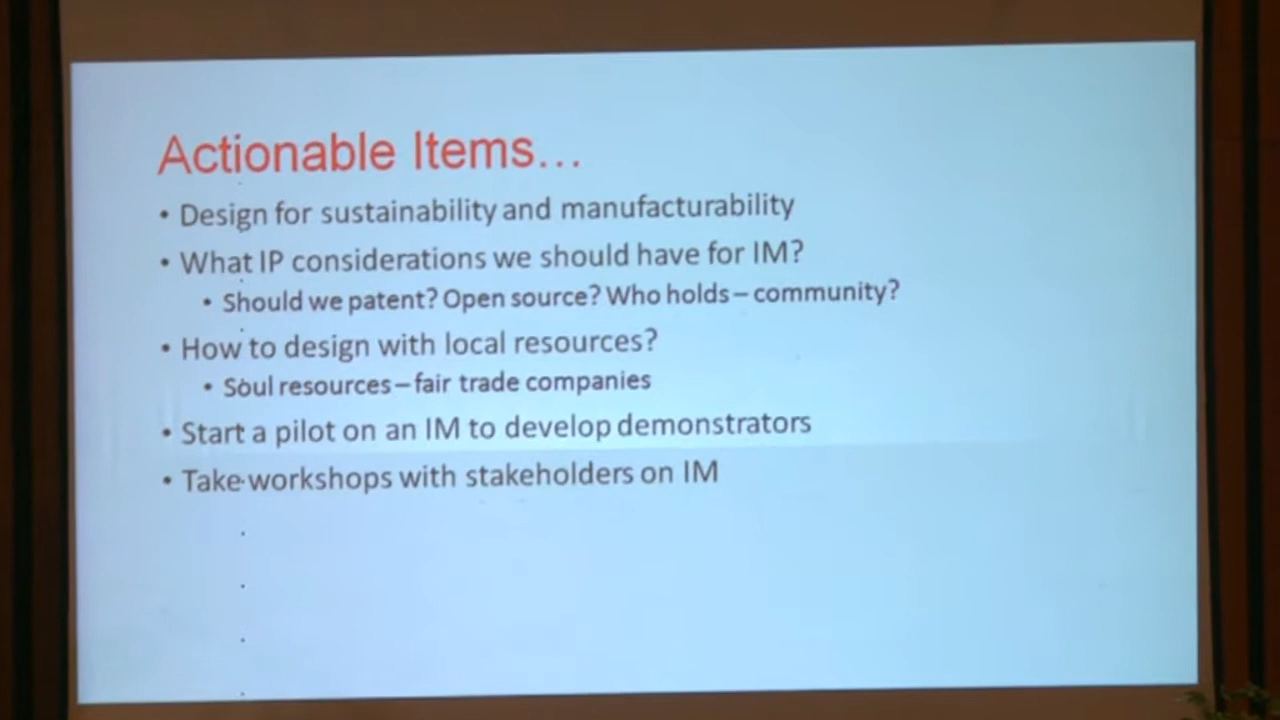 Actionable Items...
• Design for sustainability and manufacturability
• What IP considerations we should have for IM?
• Should we patent? Open source? Who holds – community?
• How to design with local resources?
• Soul resources – fair trade companies
• Start a pilot on an IM to develop demonstrators
• Take workshops with stakeholders on IM